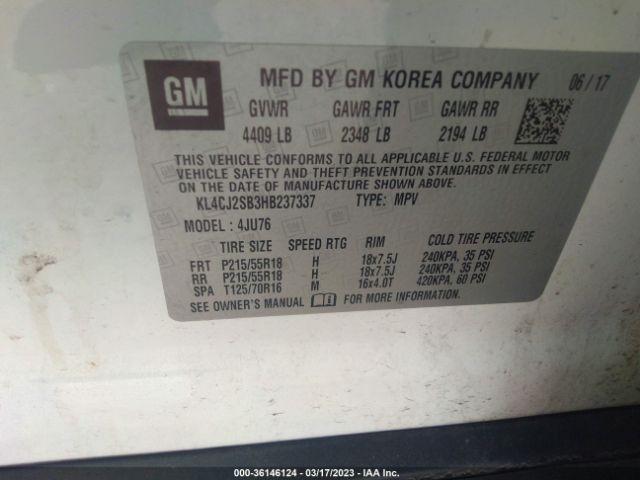 GM
MFD BY GM KOREA COMPANY 06/17
GVWR GAWR FRT GAWR RR
4409 LB 2348 LB 2194 LB
THIS VEHICLE CONFORMS TO ALL APPLICABLE U.S. FEDERAL MOTOR
VEHICLE SAFETY AND THEFT PREVENTION STANDARDS IN EFFECT
ON THE DATE OF MANUFACTURE SHOWN ABOVE.
KL4CJ2SB3HB237337 TYPE: MPV
MODEL : 4JU76
TIRE SIZE SPEED RTG RIM COLD TIRE PRESSURE
FRT P215/55R18 H 18x7.5J 240KPA, 35 PSI
RR P215/55R18 H 18x7.5J 240KPA, 35 PSI
SPA T125/70R16 M 16x4.0T 420KPA, 60 PSI
SEE OWNER'S MANUAL FOR MORE INFORMATION
000-36146124 — 03/17/2023 — IAA Inc.